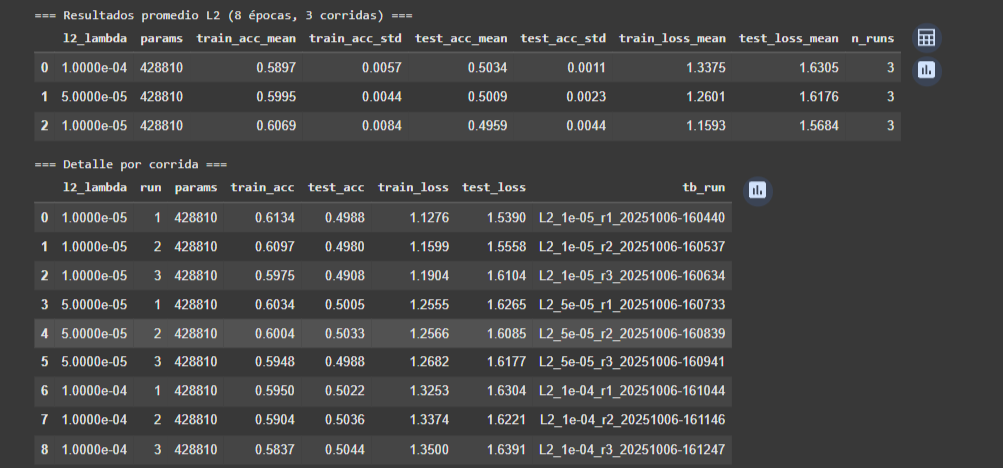 === Resultados promedio L2 (8 épocas, 3 corridas) ===
l2_lambda params train_acc_mean train_acc_std test_acc_mean test_acc_std train_loss_mean test_loss_mean n_runs
0 1.0000e-04 428810 0.5897 0.0057 0.5034 0.0011 1.3375 1.6305 3
1 5.0000e-05 428810 0.5995 0.0044 0.5009 0.0023 1.2601 1.6176 3
2 1.0000e-05 428810 0.6069 0.0084 0.4959 0.0044 1.1593 1.5684 3
=== Detalle por corrida ===
l2_lambda run params train_acc test_acc train_loss test_loss tb_run
0 1.0000e-05 1 428810 0.6134 0.4988 1.1276 1.5390 L2_1e-05_r1_20251006-160440
1 1.0000e-05 2 428810 0.6097 0.4980 1.1599 1.5558 L2_1e-05_r2_20251006-160537
2 1.0000e-05 3 428810 0.5975 0.4908 1.1904 1.6104 L2_1e-05_r3_20251006-160634
3 5.0000e-05 1 428810 0.6034 0.5005 1.2555 1.6265 L2_5e-05_r1_20251006-160733
4 5.0000e-05 2 428810 0.6004 0.5033 1.2566 1.6085 L2_5e-05_r2_20251006-160839
5 5.0000e-05 3 428810 0.5948 0.4988 1.2682 1.6177 L2_5e-05_r3_20251006-160941
6 1.0000e-04 1 428810 0.5950 0.5022 1.3253 1.6304 L2_1e-04_r1_20251006-161044
7 1.0000e-04 2 428810 0.5904 0.5036 1.3374 1.6221 L2_1e-04_r2_20251006-161146
8 1.0000e-04 3 428810 0.5837 0.5044 1.3500 1.6391 L2_1e-04_r3_20251006-161247